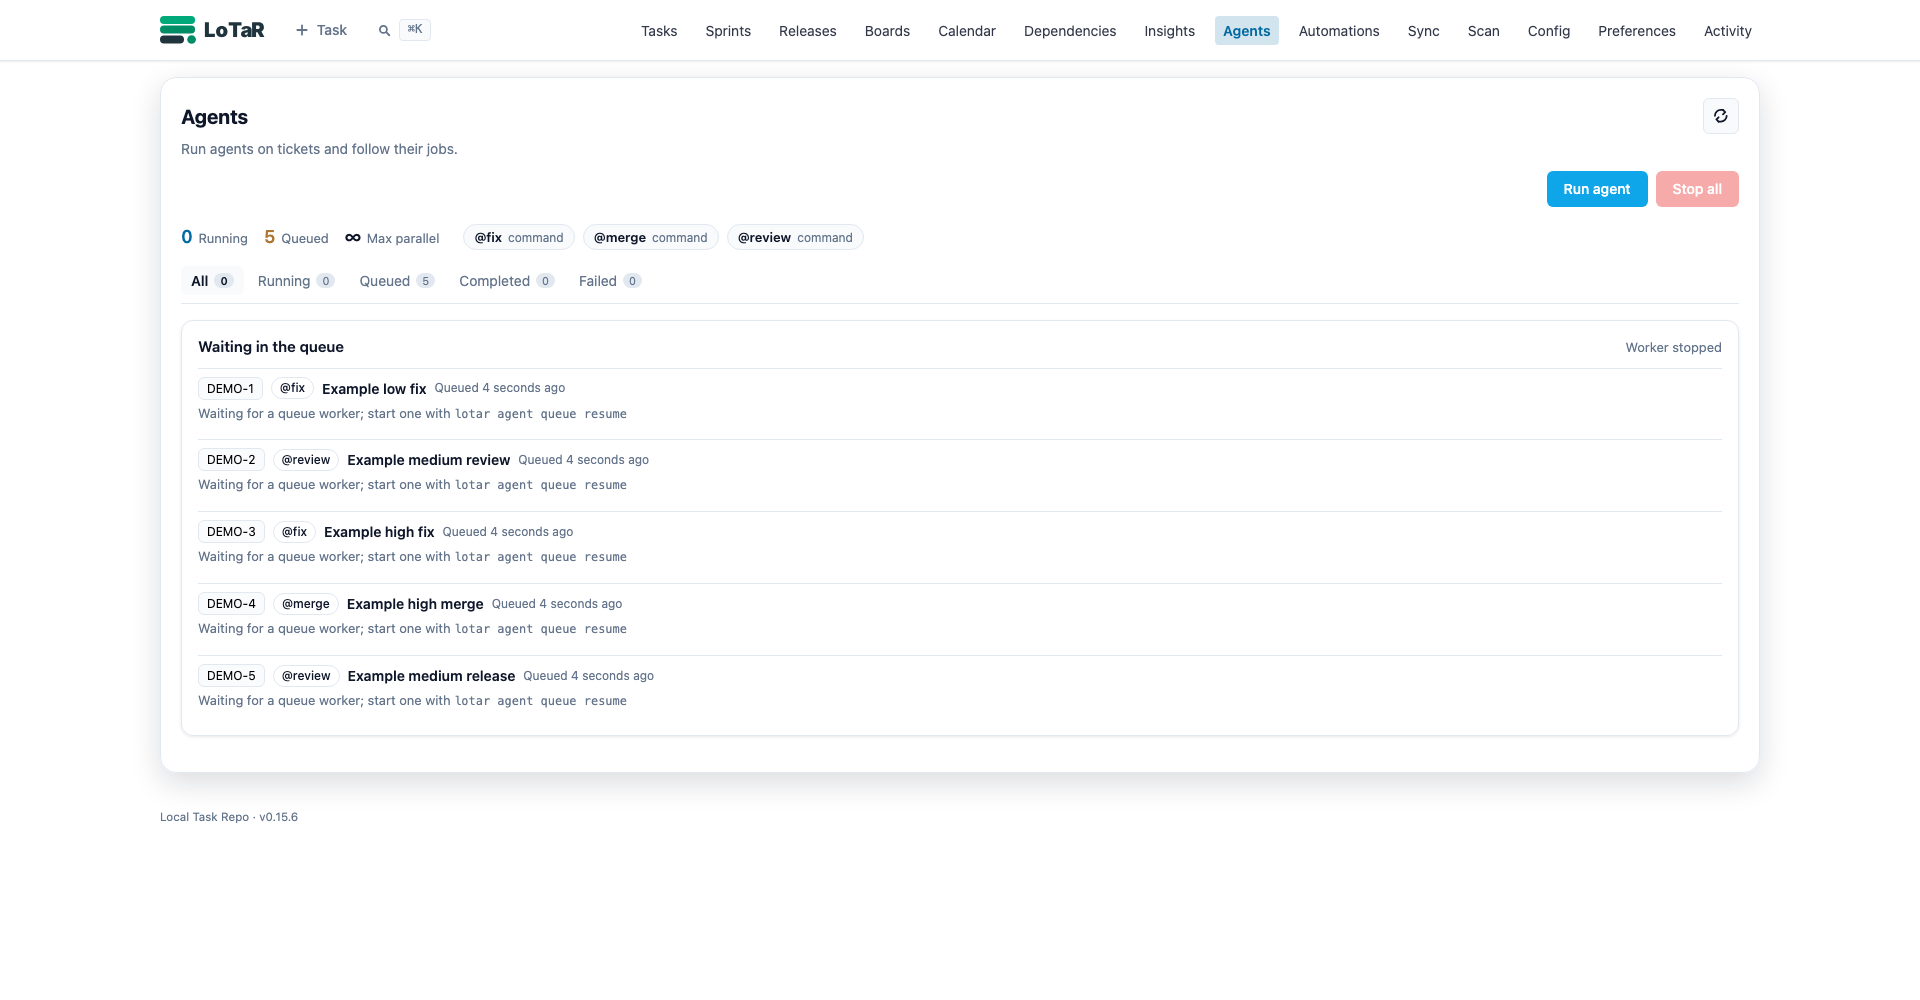 LoTaR
+ Task
⌘K
Tasks Sprints Releases Boards Calendar Dependencies Insights Agents Automations Sync Scan Config Preferences Activity
Agents
Run agents on tickets and follow their jobs.
Run agent Stop all
0 Running 5 Queued ∞ Max parallel @fix command @merge command @review command
All 0 Running 0 Queued 5 Completed 0 Failed 0
Waiting in the queue Worker stopped
DEMO-1 @fix Example low fix Queued 4 seconds ago
Waiting for a queue worker; start one with lotar agent queue resume
DEMO-2 @review Example medium review Queued 4 seconds ago
Waiting for a queue worker; start one with lotar agent queue resume
DEMO-3 @fix Example high fix Queued 4 seconds ago
Waiting for a queue worker; start one with lotar agent queue resume
DEMO-4 @merge Example high merge Queued 4 seconds ago
Waiting for a queue worker; start one with lotar agent queue resume
DEMO-5 @review Example medium release Queued 4 seconds ago
Waiting for a queue worker; start one with lotar agent queue resume
Local Task Repo · v0.15.6